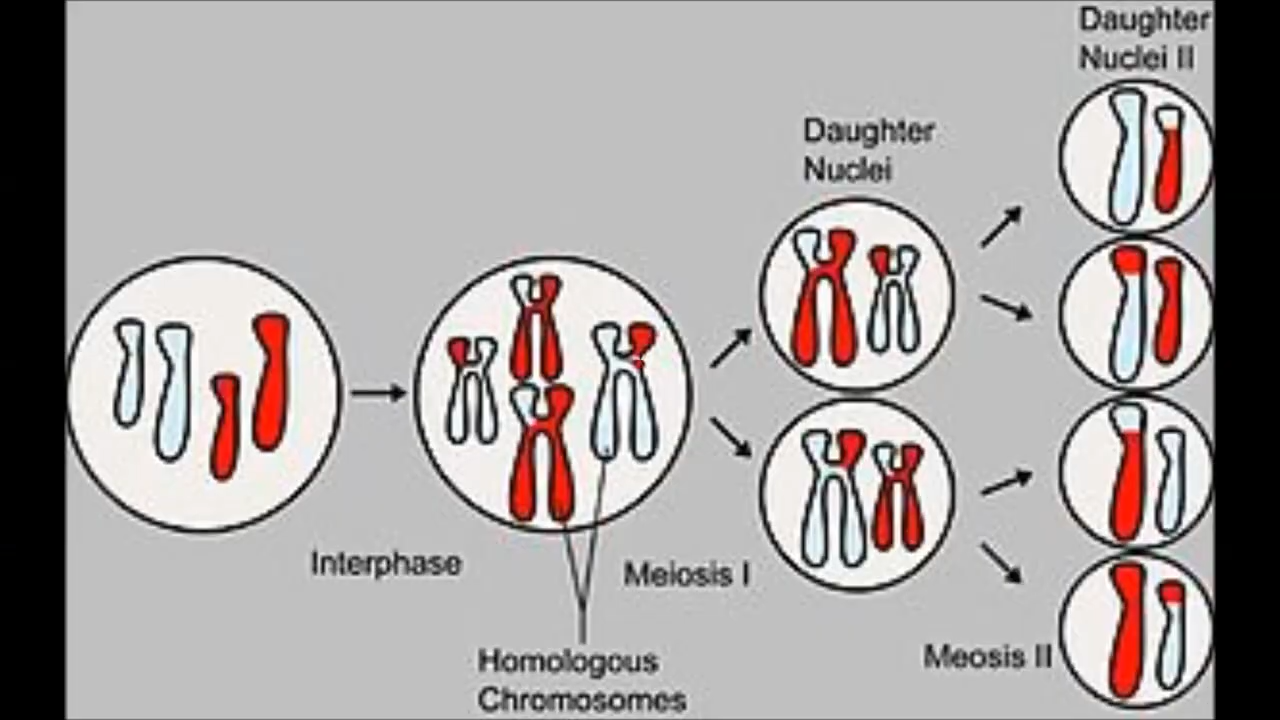 Daughter
Nuclei II
Daughter
Nuclei
Interphase
Meiosis I
Homologous
Chromosomes
Meosis II